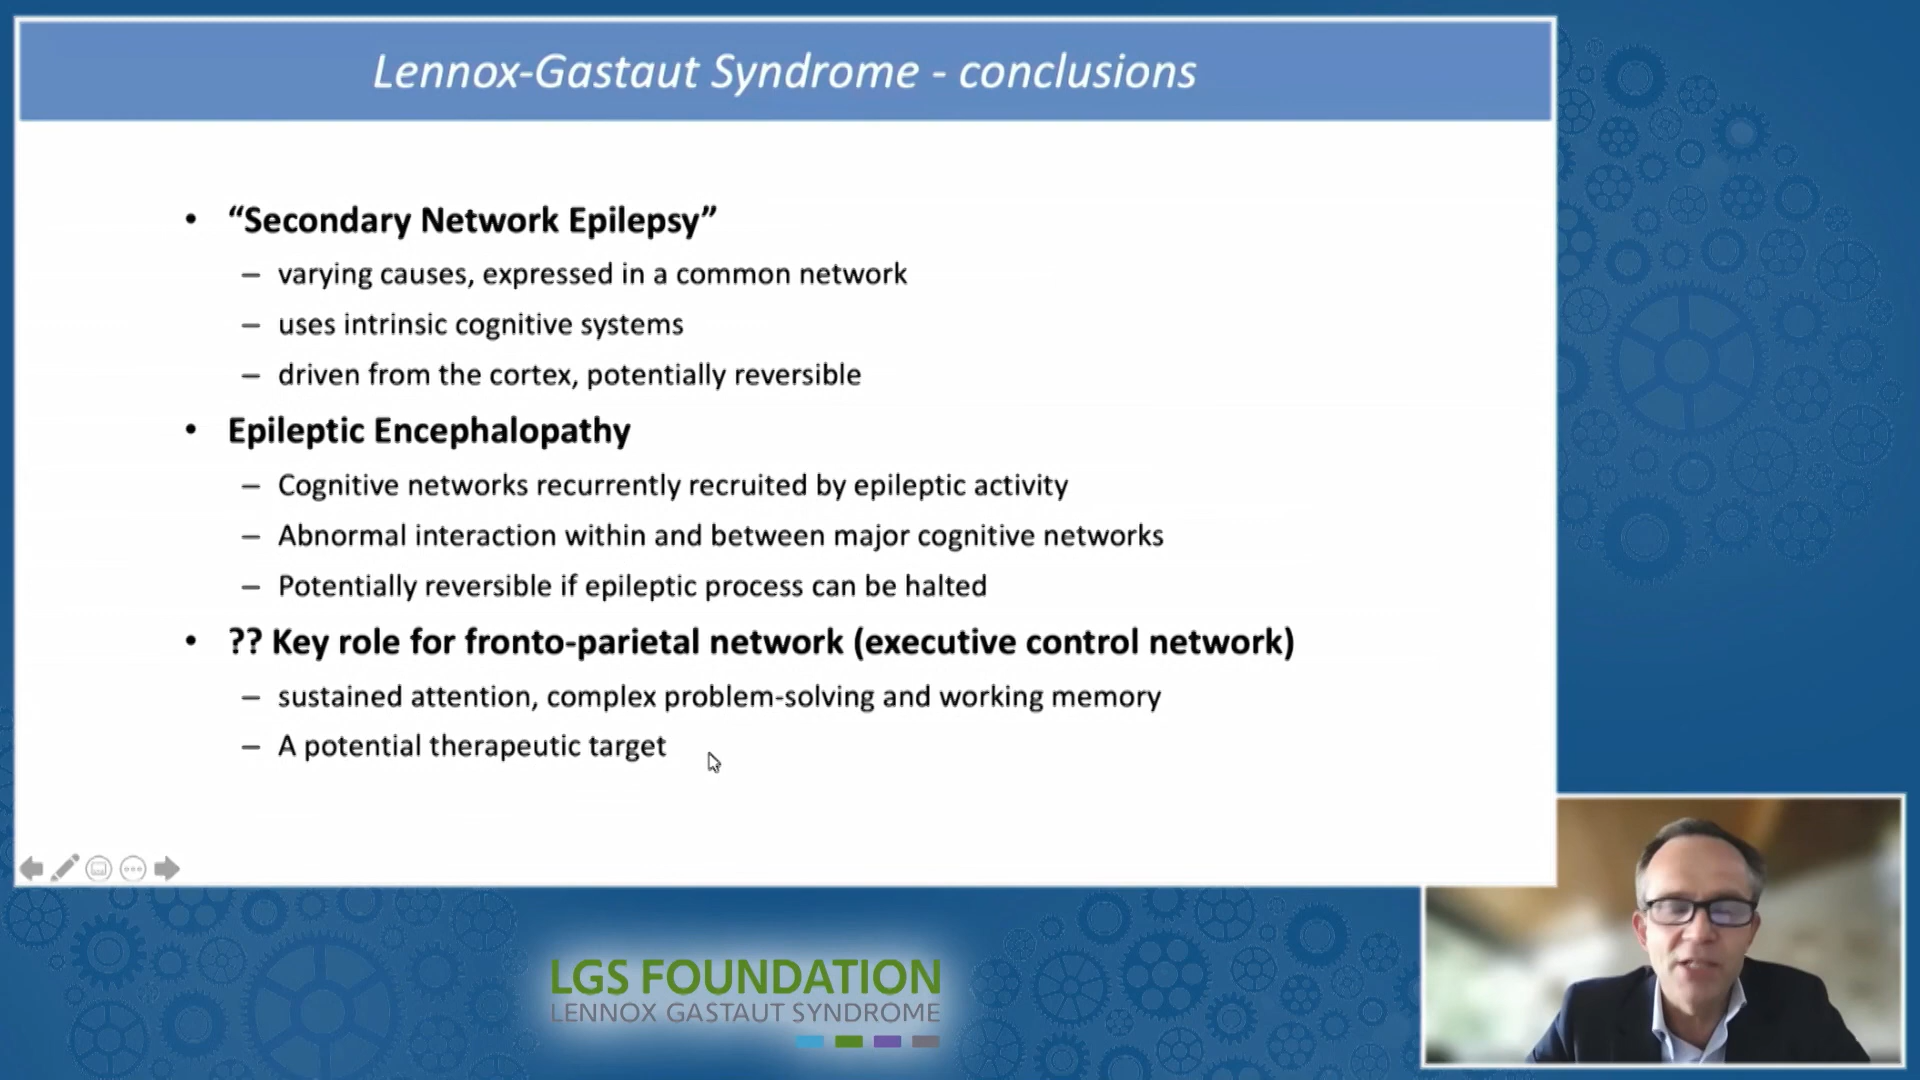 Lennox-Gastaut Syndrome - conclusions
• “Secondary Network Epilepsy”
– varying causes, expressed in a common network
– uses intrinsic cognitive systems
– driven from the cortex, potentially reversible
• Epileptic Encephalopathy
– Cognitive networks recurrently recruited by epileptic activity
– Abnormal interaction within and between major cognitive networks
– Potentially reversible if epileptic process can be halted
• ?? Key role for fronto-parietal network (executive control network)
– sustained attention, complex problem-solving and working memory
– A potential therapeutic target
LGS FOUNDATION
LENNOX GASTAUT SYNDROME